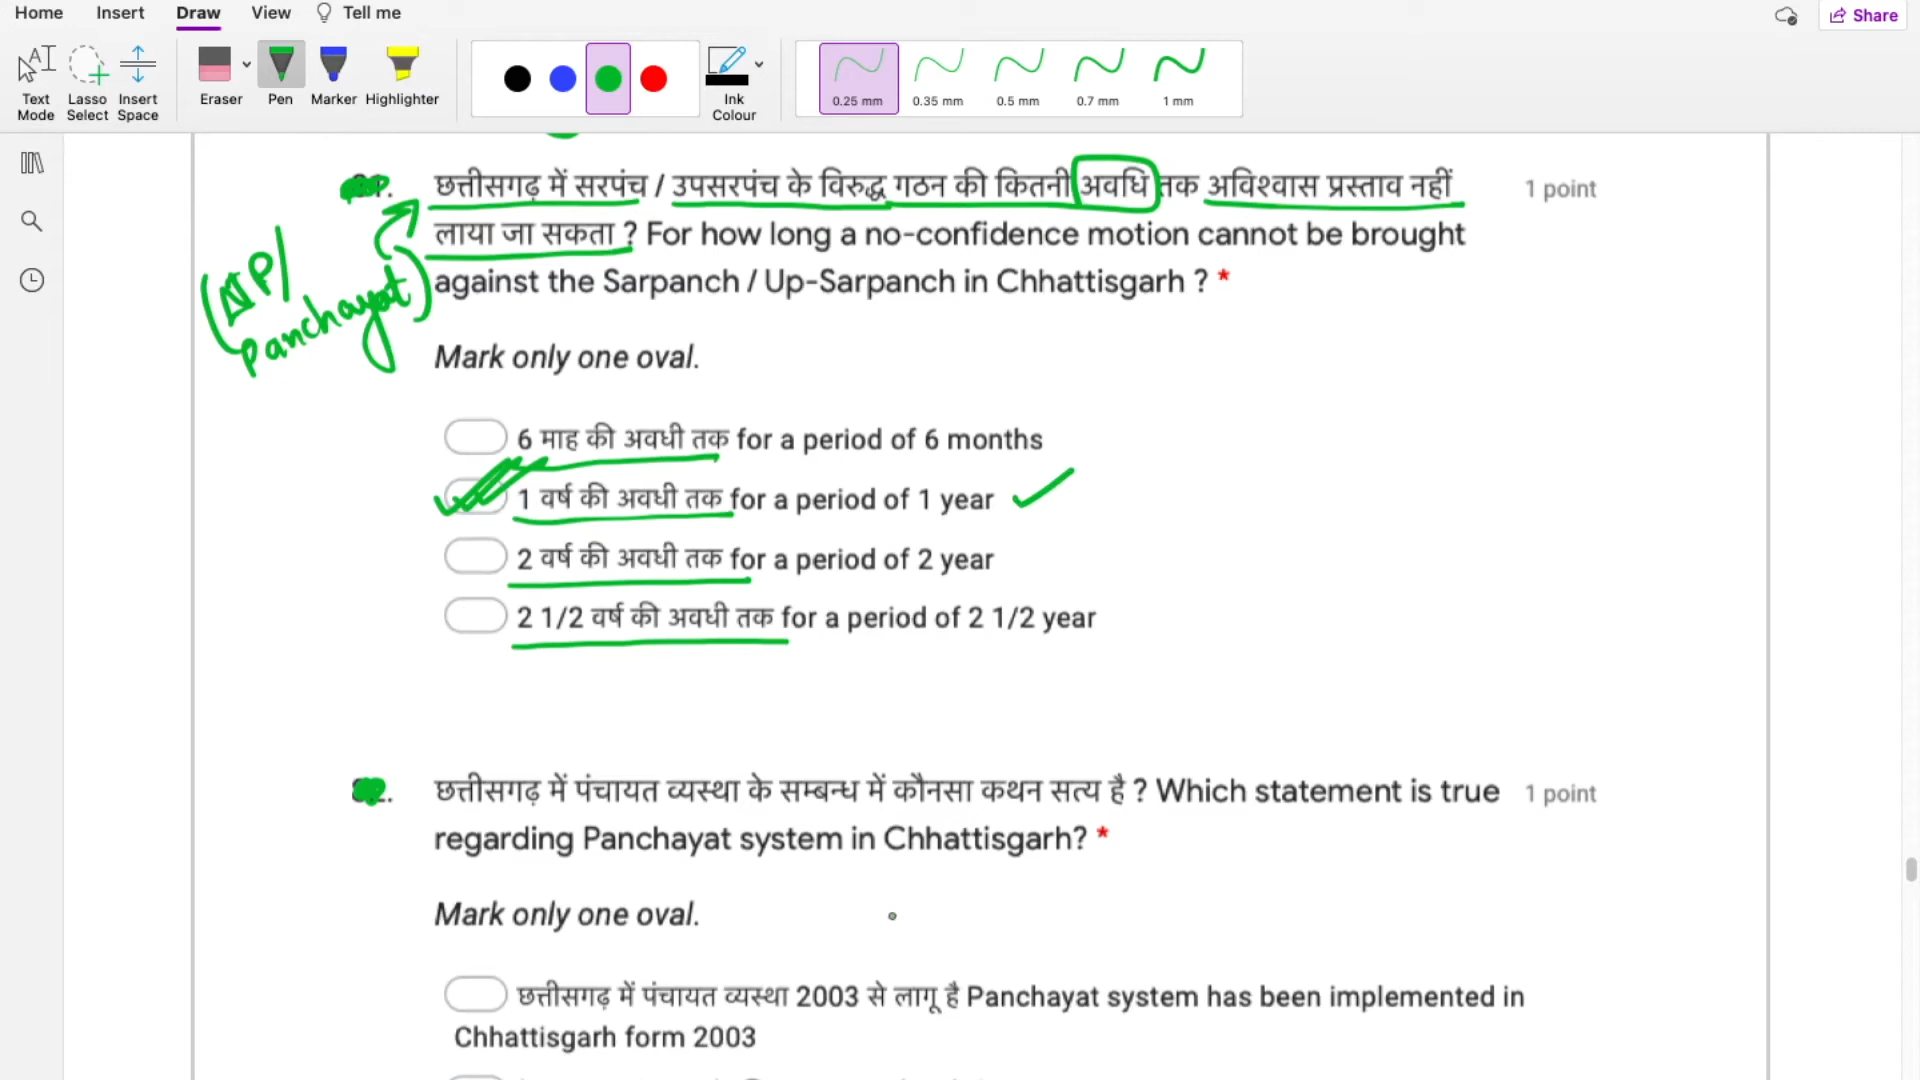 Home Insert Draw View Tell me Share
Text Mode Lasso Select Insert Space Eraser Pen Marker Highlighter Ink Colour 0.25 mm 0.35 mm 0.5 mm 0.7 mm 1 mm
छत्तीसगढ़ में सरपंच / उपसरपंच के विरुद्ध गठन की कितनी अवधि तक अविश्वास प्रस्ताव नहीं 1 point
लाया जा सकता ? For how long a no-confidence motion cannot be brought
against the Sarpanch / Up-Sarpanch in Chhattisgarh ? *
(NP/
Panchayat)
Mark only one oval.
6 माह की अवधी तक for a period of 6 months
1 वर्ष की अवधी तक for a period of 1 year
2 वर्ष की अवधी तक for a period of 2 year
2 1/2 वर्ष की अवधी तक for a period of 2 1/2 year
छत्तीसगढ़ में पंचायत व्यस्था के सम्बन्ध में कौनसा कथन सत्य है ? Which statement is true 1 point
regarding Panchayat system in Chhattisgarh? *
Mark only one oval.
छत्तीसगढ़ में पंचायत व्यस्था 2003 से लागू है Panchayat system has been implemented in
Chhattisgarh form 2003